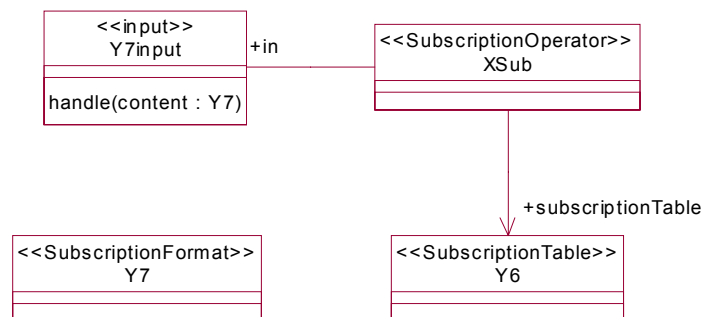 <<input>>
Y7input
handle(content : Y7)
+in
<<SubscriptionOperator>>
XSub
+subscriptionTable
<<SubscriptionFormat>>
Y7
<<SubscriptionTable>>
Y6